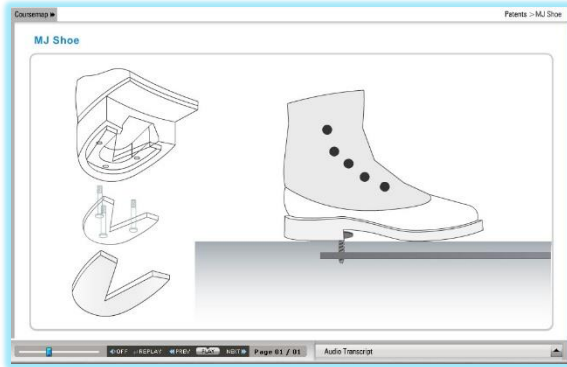 Coursemap
Patents > MJ Shoe
MJ Shoe
OFF REPLAY PREV PLAY NEXT Page 01 / 01 Audio Transcript